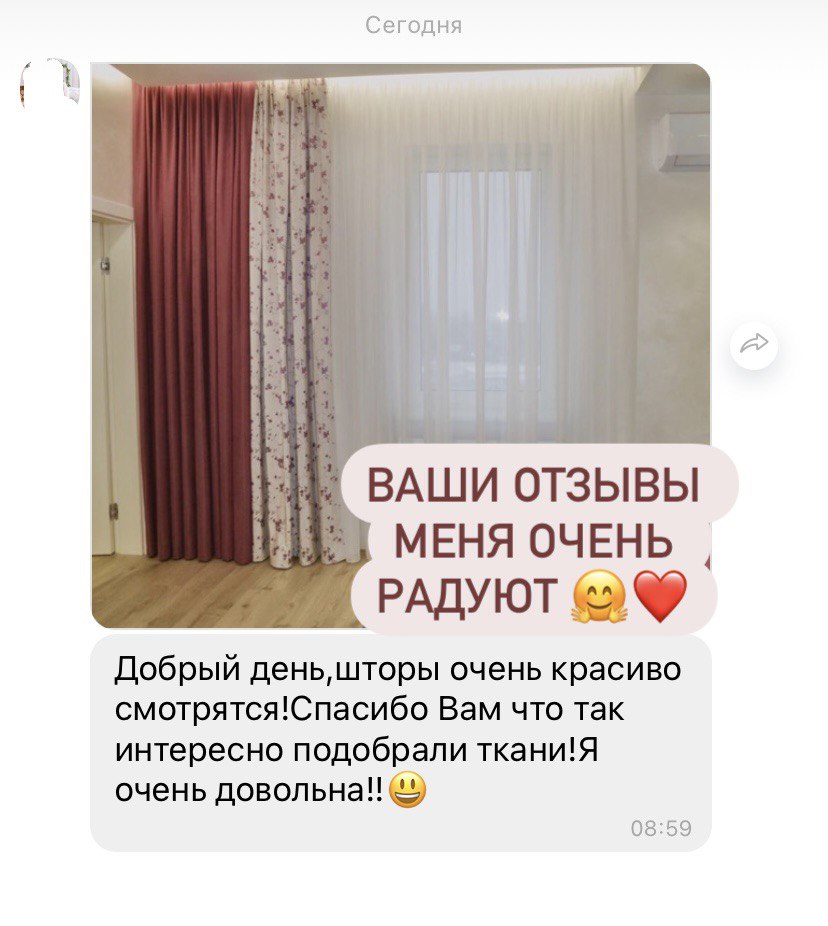 Сегодня
ВАШИ ОТЗЫВЫ
МЕНЯ ОЧЕНЬ
РАДУЮТ 🤗❤️
Добрый день,шторы очень красиво
смотрятся!Спасибо Вам что так
интересно подобрали ткани!Я
очень довольна!!😃
08:59